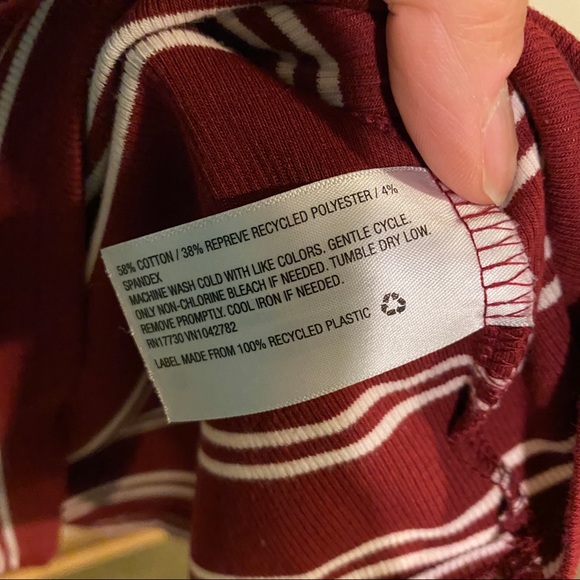 58% COTTON / 38% REPREVE RECYCLED POLYESTER / 4%
SPANDEX
MACHINE WASH COLD WITH LIKE COLORS. GENTLE CYCLE.
ONLY NON-CHLORINE BLEACH IF NEEDED. TUMBLE DRY LOW.
REMOVE PROMPTLY. COOL IRON IF NEEDED.
RN17730 VN1042782
LABEL MADE FROM 100% RECYCLED PLASTIC